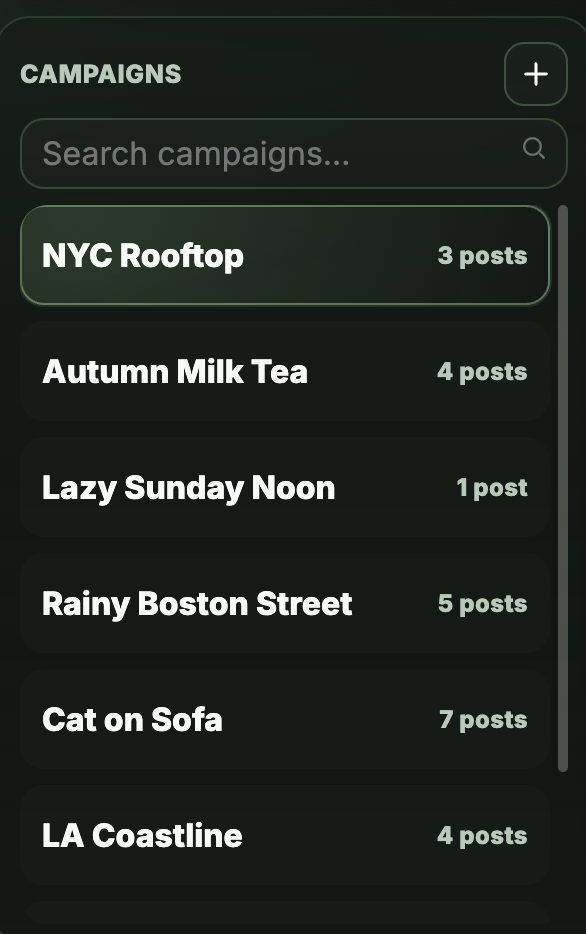 CAMPAIGNS
Search campaigns...
NYC Rooftop 3 posts
Autumn Milk Tea 4 posts
Lazy Sunday Noon 1 post
Rainy Boston Street 5 posts
Cat on Sofa 7 posts
LA Coastline 4 posts